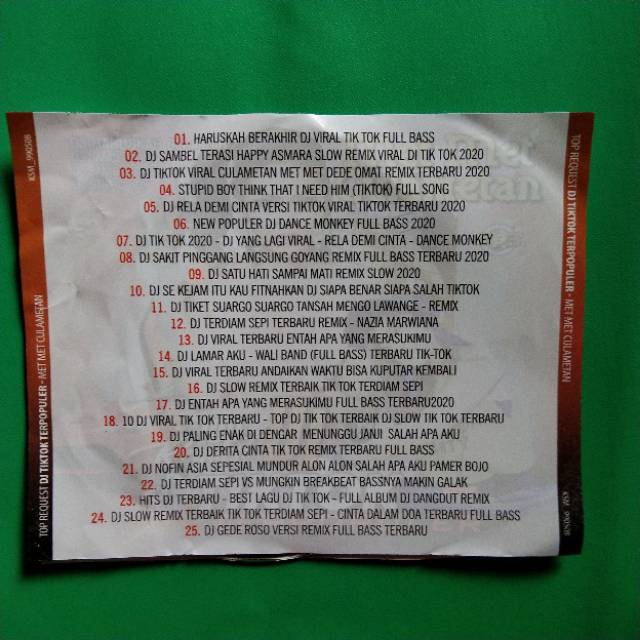 01. HARUSKAH BERAKHIR DJ VIRAL TIK TOK FULL BASS
02. DJ SAMBEL TERASI HAPPY ASMARA SLOW REMIX VIRAL DI TIK TOK 2020
03. DJ TIKTOK VIRAL CULAMETAN MET MET DEDE OMAT REMIX TERBARU 2020
04. STUPID BOY THINK THAT I NEED HIM (TIKTOK) FULL SONG
05. DJ RELA DEMI CINTA VERSI TIKTOK VIRAL TIKTOK TERBARU 2020
06. NEW POPULER DJ DANCE MONKEY FULL BASS 2020
07. DJ TIK TOK 2020 - DJ YANG LAGI VIRAL - RELA DEMI CINTA - DANCE MONKEY
08. DJ SAKIT PINGGANG LANGSUNG GOYANG REMIX FULL BASS TERBARU 2020
09. DJ SATU HATI SAMPAI MATI REMIX SLOW 2020
10. DJ SE KEJAM ITU KAU FITNAHKAN DJ SIAPA BENAR SIAPA SALAH TIKTOK
11. DJ TIKET SUARGO SUARGO TANSAH MENGO LAWANGE - REMIX
12. DJ TERDIAM SEPI TERBARU REMIX - NAZIA MARWIANA
13. DJ VIRAL TERBARU ENTAH APA YANG MERASUKIMU
14. DJ LAMAR AKU - WALI BAND (FULL BASS) TERBARU TIK-TOK
15. DJ VIRAL TERBARU ANDAIKAN WAKTU BISA KUPUTAR KEMBALI
16. DJ SLOW REMIX TERBAIK TIK TOK TERDIAM SEPI
17. DJ ENTAH APA YANG MERASUKIMU FULL BASS TERBARU2020
18. 10 DJ VIRAL TIK TOK TERBARU - TOP DJ TIK TOK TERBAIK DJ SLOW TIK TOK TERBARU
19. DJ PALING ENAK DI DENGAR MENUNGGU JANJI SALAH APA AKU
20. DJ DERITA CINTA TIK TOK REMIX TERBARU FULL BASS
21. DJ NOFIN ASIA SEPESIAL MUNDUR ALON ALON SALAH APA AKU PAMER BOJO
22. DJ TERDIAM SEPI VS MUNGKIN BREAKBEAT BASSNYA MAKIN GALAK
23. HITS DJ TERBARU - BEST LAGU DJ TIK TOK - FULL ALBUM DJ DANGDUT REMIX
24. DJ SLOW REMIX TERBAIK TIK TOK TERDIAM SEPI - CINTA DALAM DOA TERBARU FULL BASS
25. DJ GEDE ROSO VERSI REMIX FULL BASS TERBARU
TOP REQUEST DJ TIKTOK TERPOPULER - MET MET CULAMETAN
KSM_990508
TOP REQUEST DJ TIKTOK TERPOPULER - MET MET CULAMETAN
KSM_990508